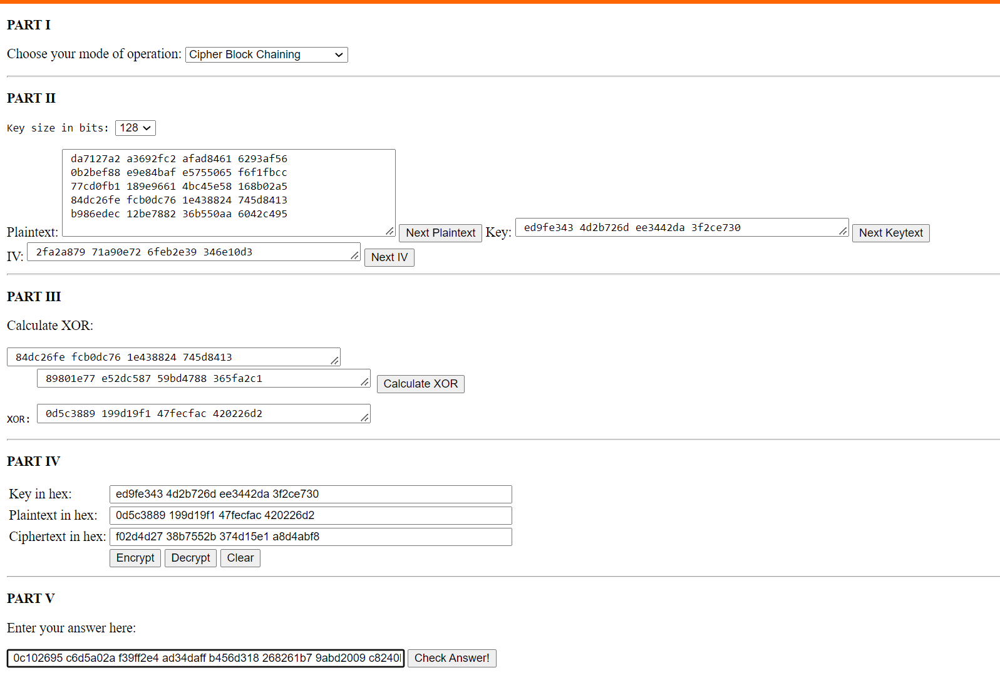 PART I
Choose your mode of operation: Cipher Block Chaining
PART II
Key size in bits: 128
da7127a2 a3692fc2 afad8461 6293af56
0b2bef88 e9e84baf e5755065 f6f1fbcc
77cd0fb1 189e9661 4bc45e58 168b02a5
84dc26fe fcb0dc76 1e438824 745d8413
b986edec 12be7882 36b550aa 6042c495
Plaintext: Next Plaintext Key: ed9fe343 4d2b726d ee3442da 3f2ce730 Next Keytext
IV: 2fa2a879 71a90e72 6feb2e39 346e10d3 Next IV
PART III
Calculate XOR:
84dc26fe fcb0dc76 1e438824 745d8413
89801e77 e52dc587 59bd4788 365fa2c1 Calculate XOR
XOR: 0d5c3889 199d19f1 47fecfac 420226d2
PART IV
Key in hex: ed9fe343 4d2b726d ee3442da 3f2ce730
Plaintext in hex: 0d5c3889 199d19f1 47fecfac 420226d2
Ciphertext in hex: f02d4d27 38b7552b 374d15e1 a8d4abf8
Encrypt Decrypt Clear
PART V
Enter your answer here:
0c102695 c6d5a02a f39ff2e4 ad34daff b456d318 268261b7 9abd2009 c8240 Check Answer!